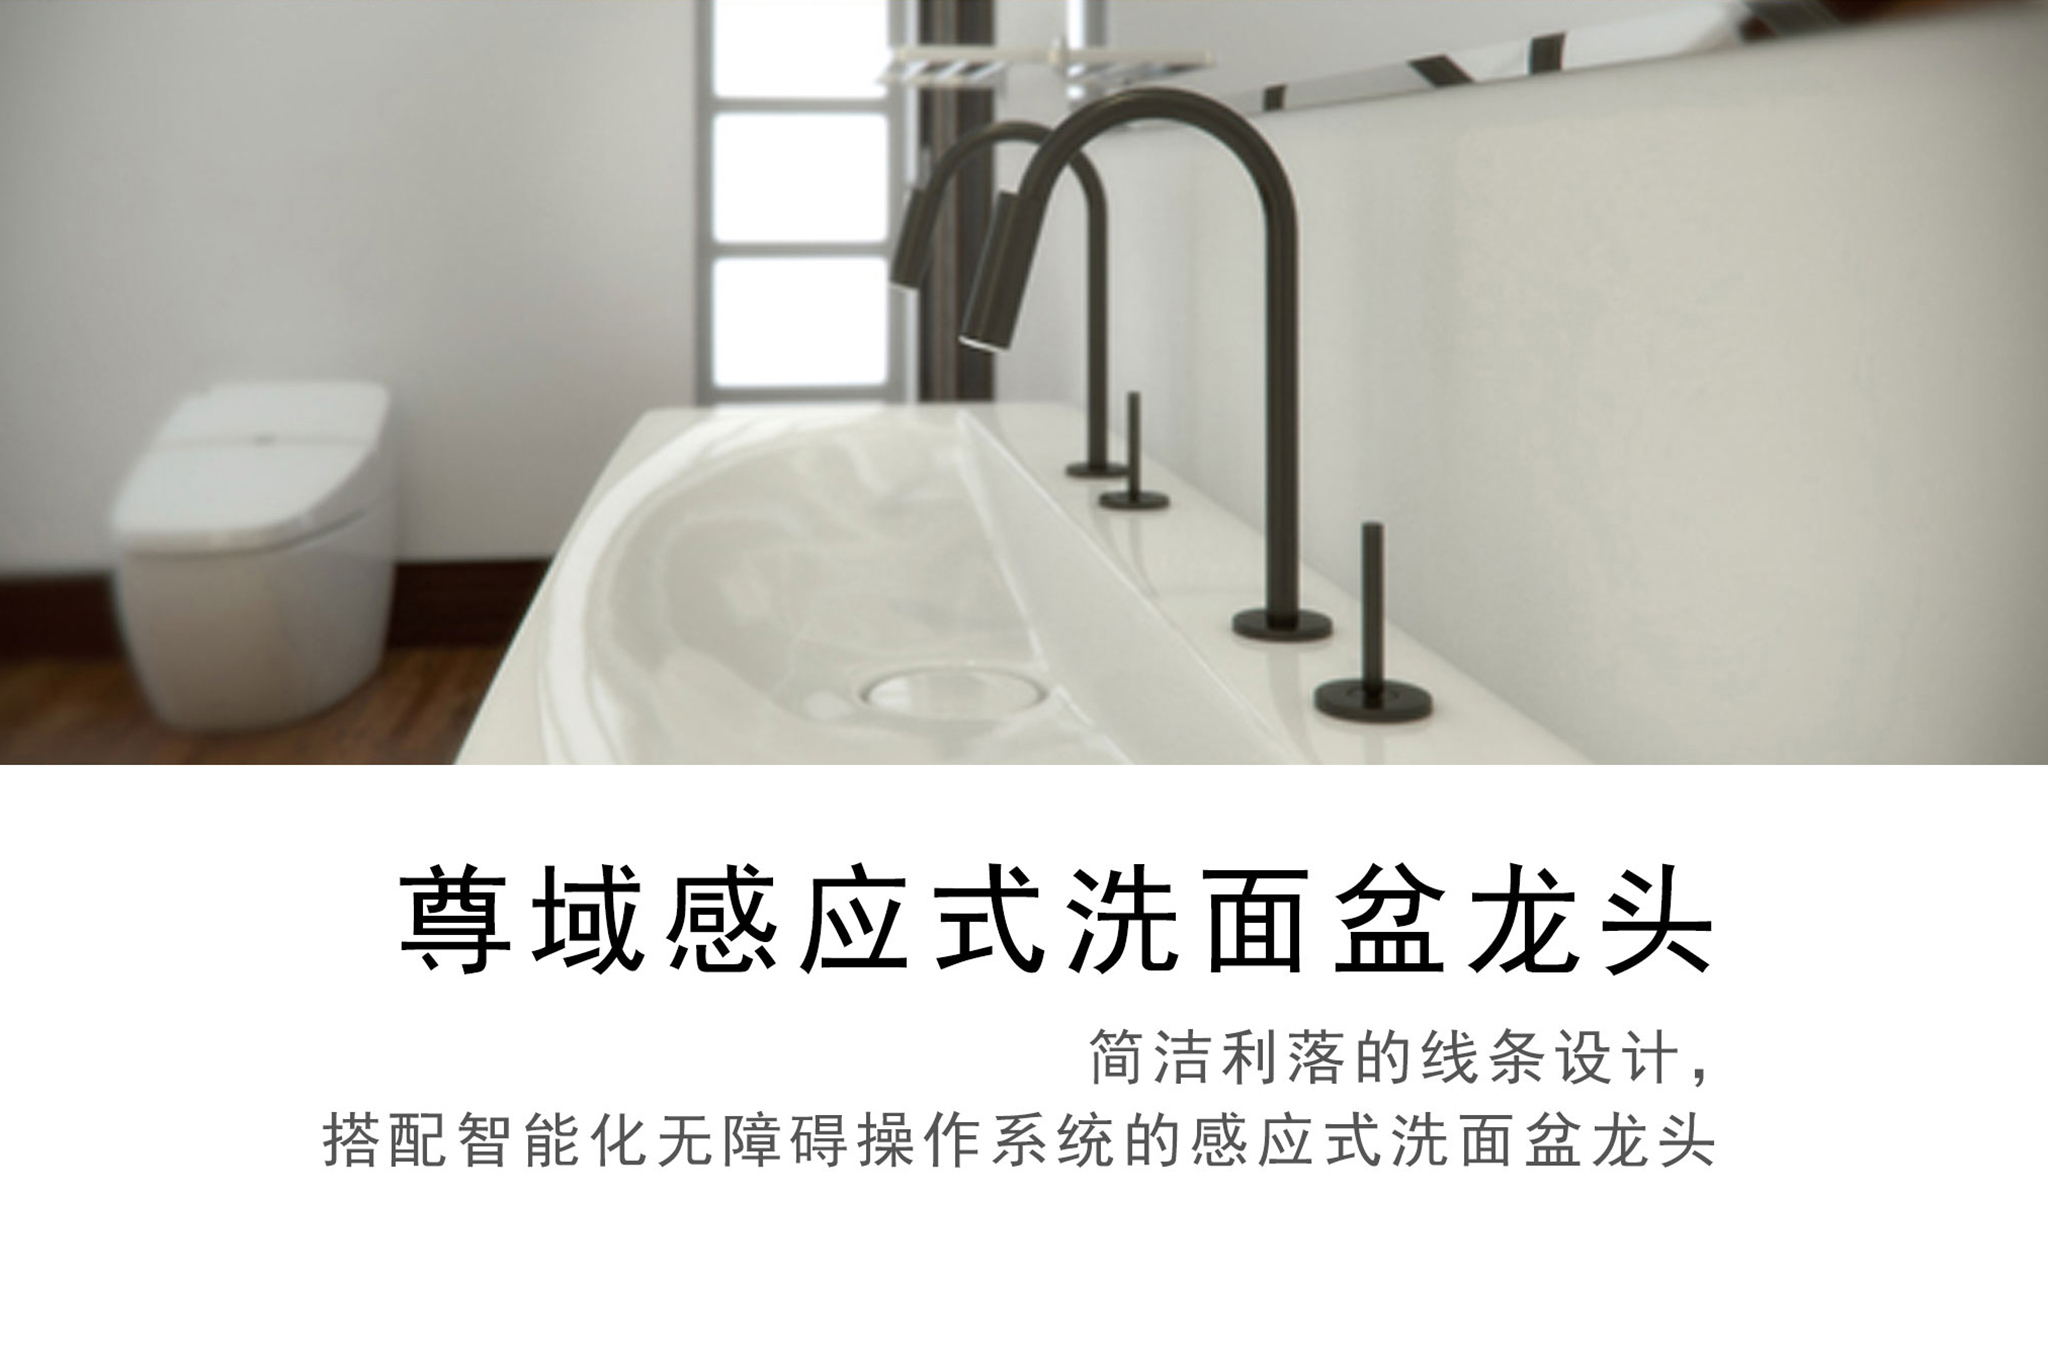 尊域感应式洗面盆龙头
简洁利落的线条设计，
搭配智能化无障碍操作系统的感应式洗面盆龙头